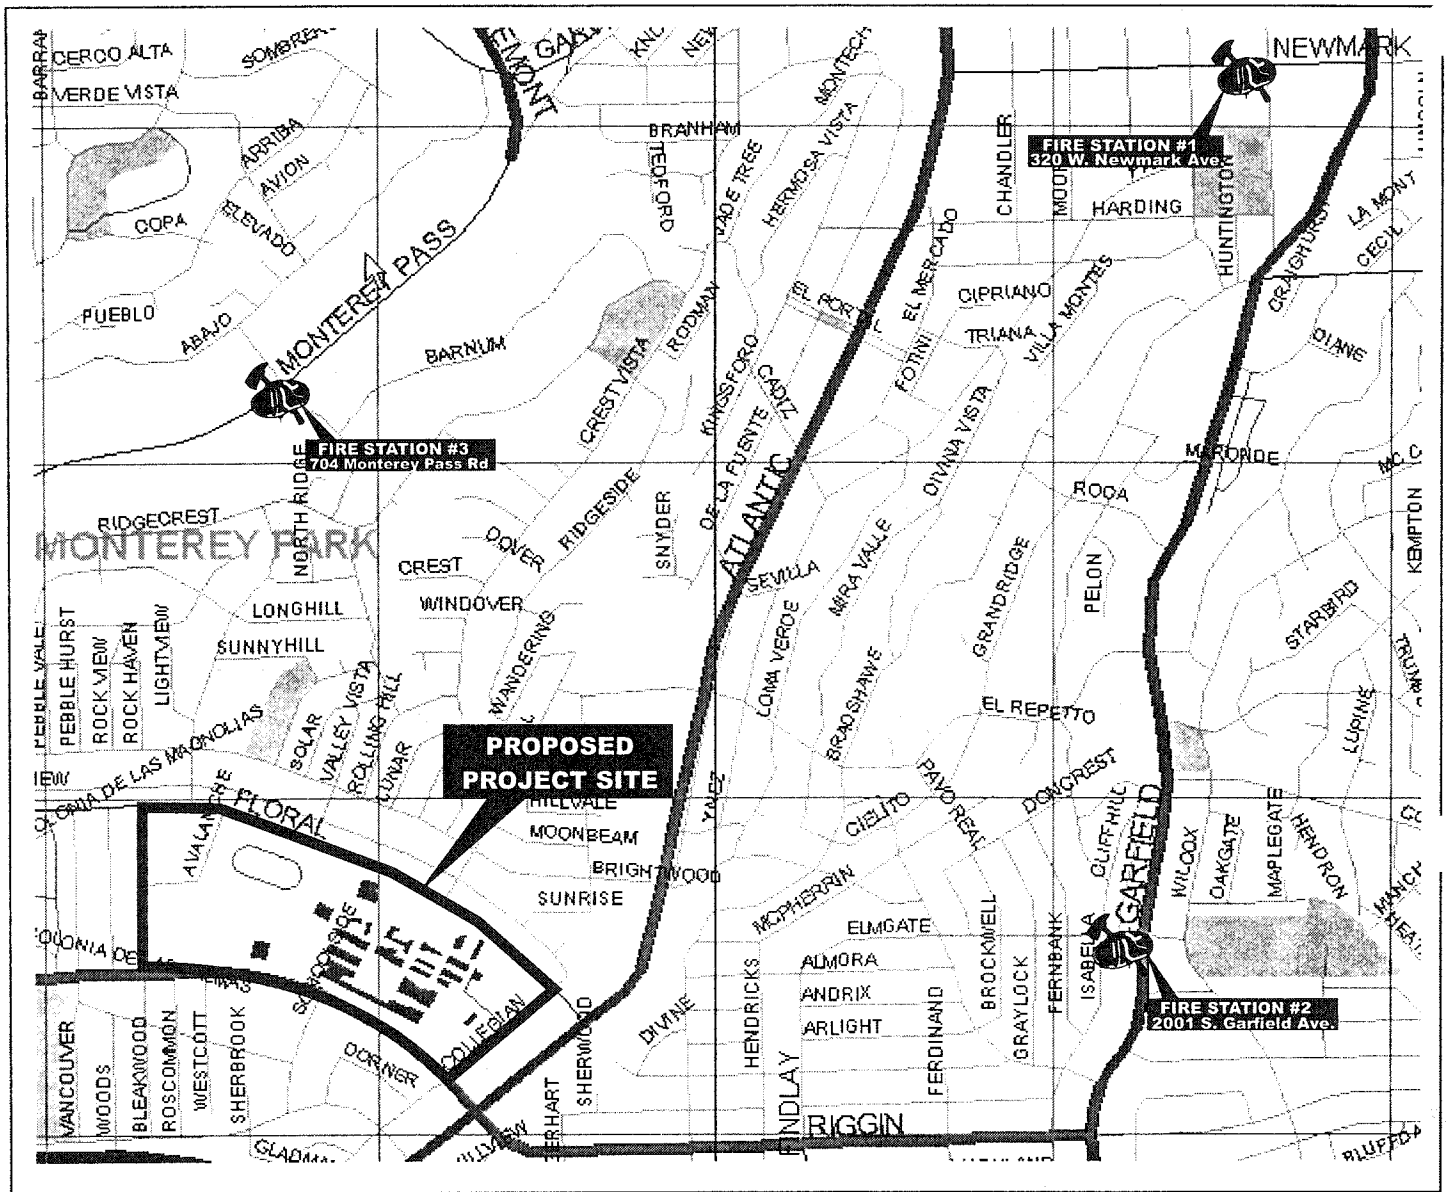 CERCO ALTA
VERDE VISTA
ARRIBA
AVION
COPA
ELEVADO
PUEBLO
ABAJO
MONTEREY PASS
BARNUM
FIRE STATION #3
704 Monterey Pass Rd
NORTH RIDGE
RIDGECREST
MONTEREY PARK
BRANHAM
TEDFORD
HERMOSA VISTA
RODMAN
CRESTVISTA
CADIZ
DE LA FUENTE
ATLANTIC
RIDGESIDE
DOVER
SNYDER
CREST
WINDOVER
WANDERING
LONGHILL
SUNNYHILL
NEWMARK
FIRE STATION #1
320 W. Newmark Ave.
CHANDLER
HARDING
HUNTINGTON
LA MONT
CECIL
CRAIGHURST
EL MERCADO
EL PORTAL
CIPRIANO
TRIANA
VILLA MONTES
FOTINI
DIANE
DIVINA VISTA
MARONDE
RODA
KEMPTON
SEVILLA
MIRA VALLE
GRANDRIDGE
PELON
STARBIRD
LOMA VERDE
BRADSHAWE
EL REPETTO
LUPINE
PEBBLE VALE
PEBBLE HURST
ROCK VIEW
ROCK HAVEN
LIGHTVIEW
SOLAR
VALLEY VISTA
ROLLING HILL
LUNAR
PROPOSED
PROJECT SITE
AVALANCHE
FLORAL
HILLVALE
MOONBEAM
BRIGHTWOOD
SUNRISE
YNEZ
CIELITO
PAVO REAL
DONCREST
CLIFFHILL
GARFIELD
WILCOX
OAKGATE
MAPLEGATE
HENDRON
MCPHERRIN
ELMGATE
ALMORA
ANDRIX
ARLIGHT
HENDRICKS
FERDINAND
BROCKWELL
GRAYLOCK
FERNBANK
ISABELLA
FIRE STATION #2
2001 S. Garfield Ave.
COLLEGIAN
DIVINE
SHERWOOD
DORNER
VANCOUVER
WOODS
BLEAKWOOD
ROSCOMMON
WESTCOTT
SHERBROOK
FINDLAY
RIGGIN